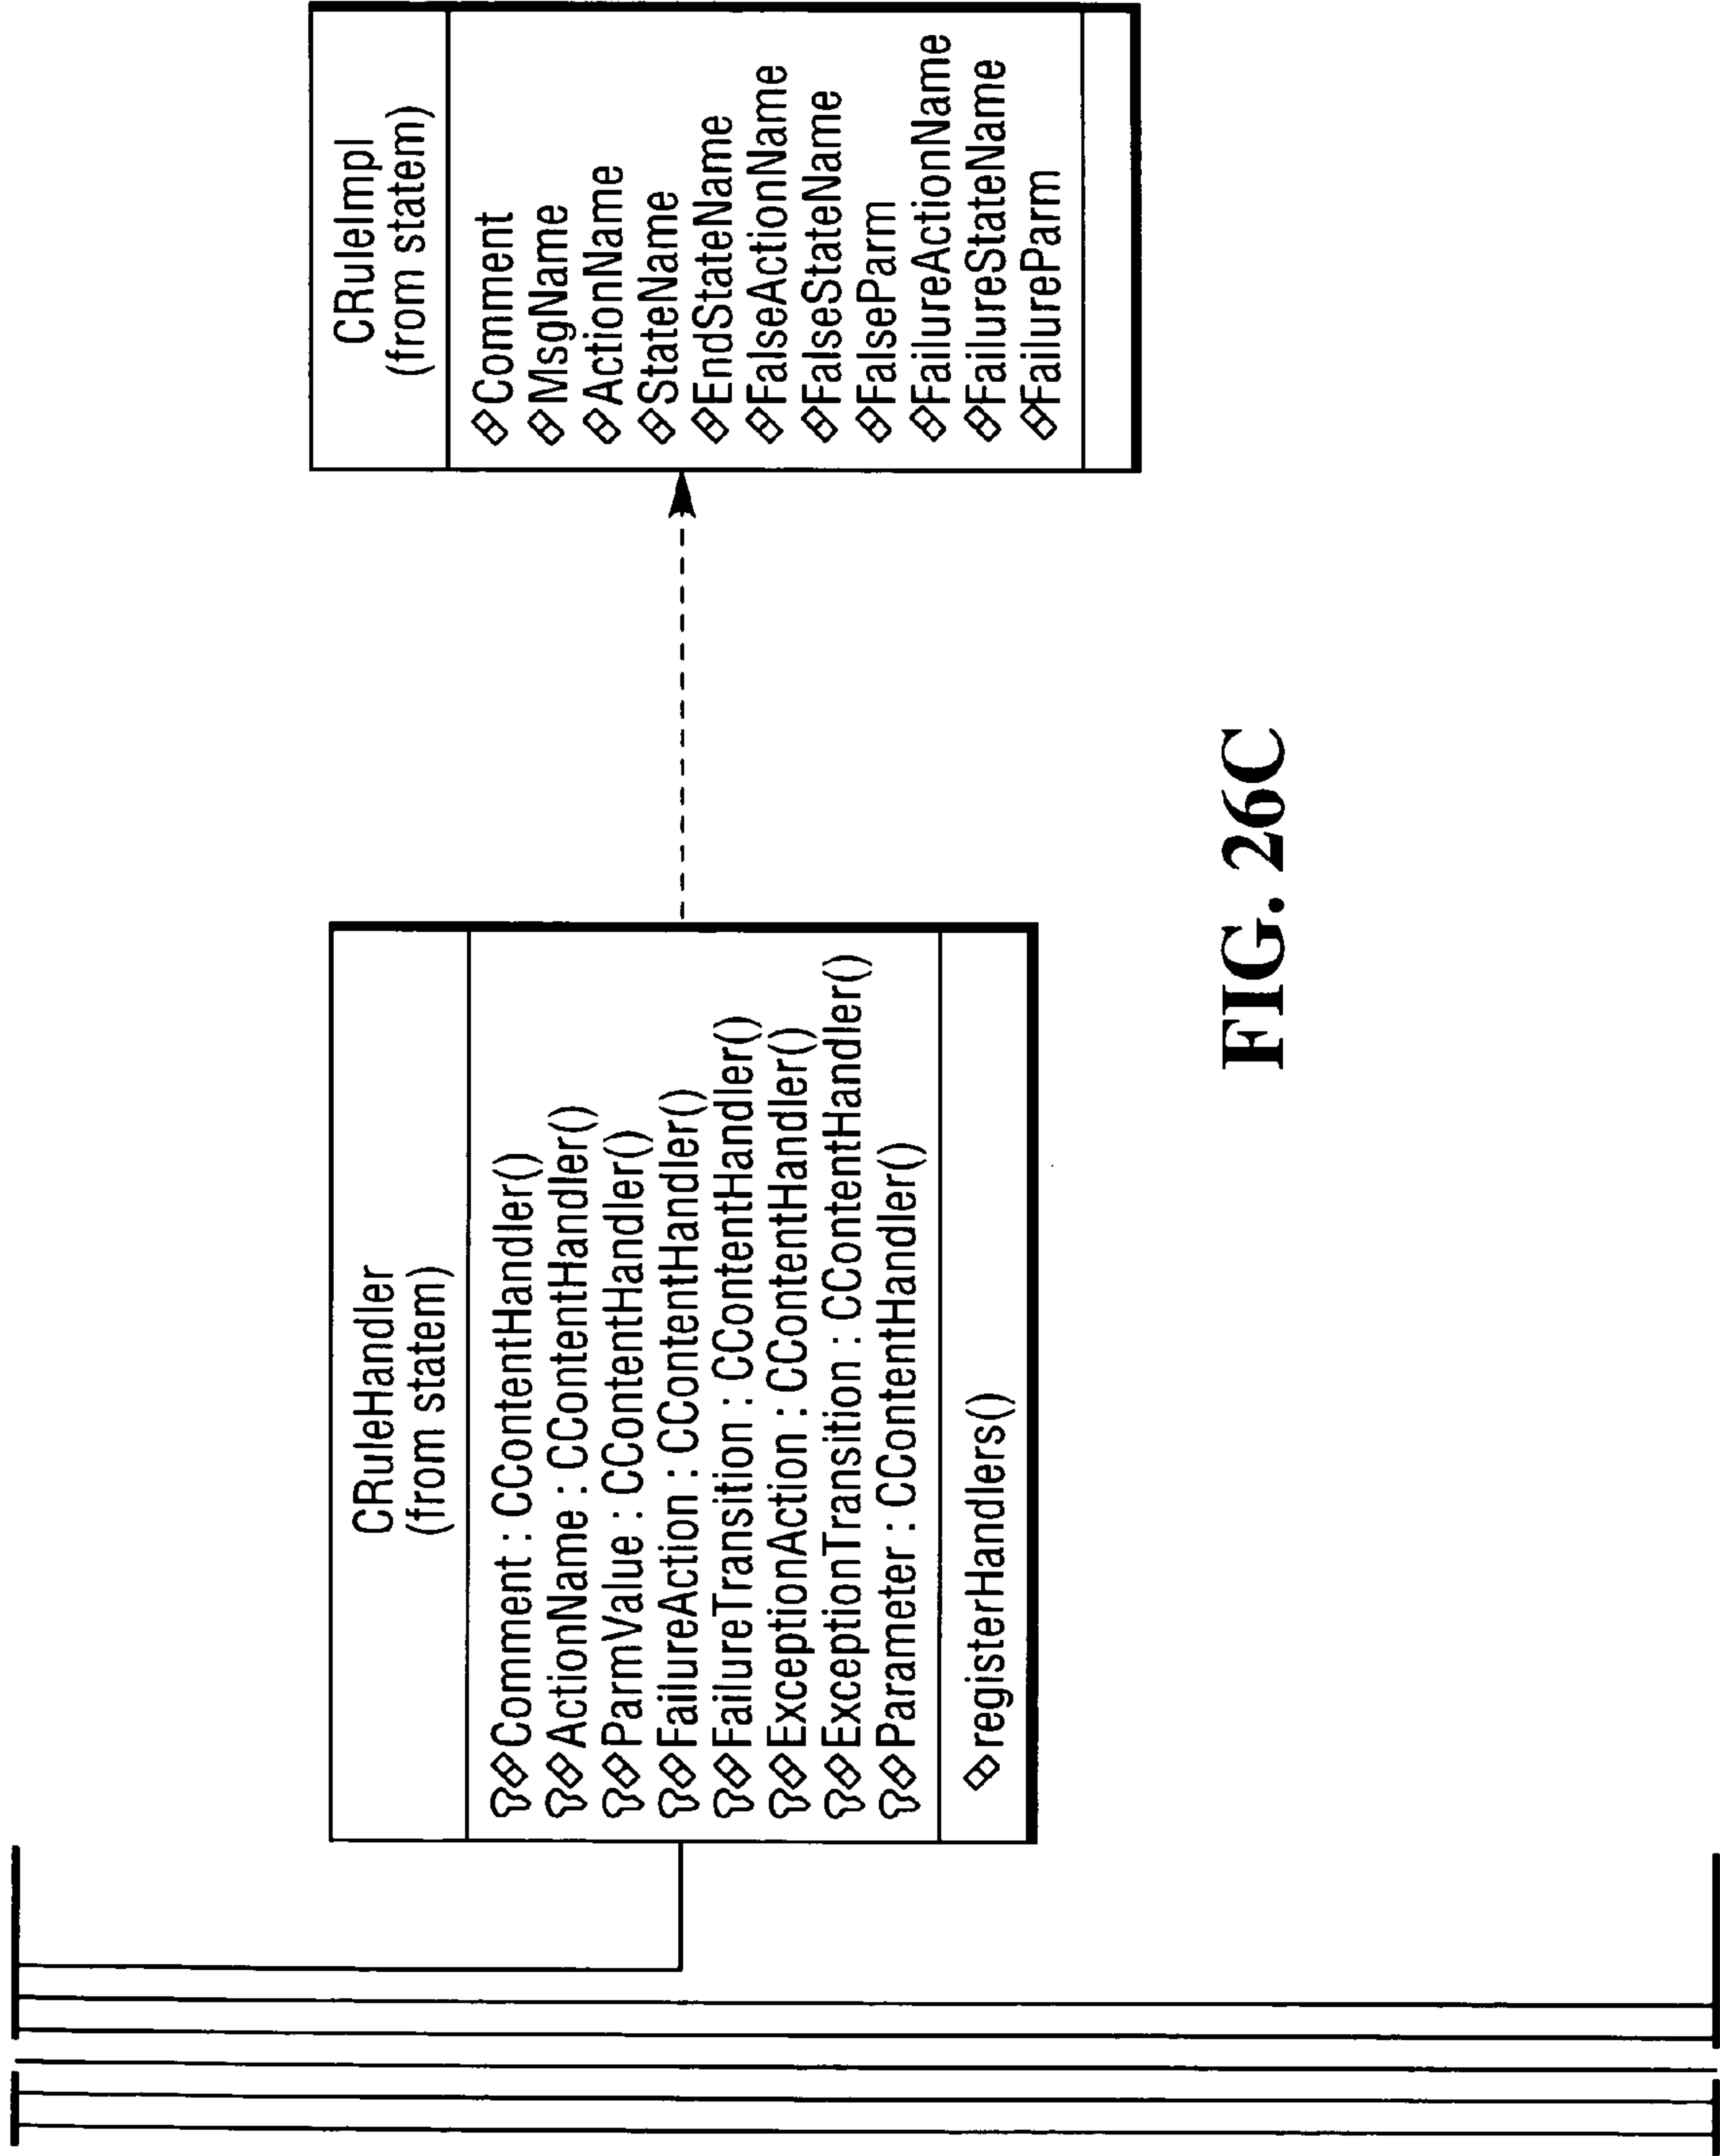 CRuleHandler
(from statem)
Comment : CContentHandler()
ActionName : CContentHandler()
ParmValue : CContentHandler()
FailureAction : CContentHandler()
FailureTransition : CContentHandler()
ExceptionAction : CContentHandler()
ExceptionTransition : CContentHandler()
Parameter : CContentHandler()
registerHandlers()
CRuleImpl
(from statem)
Comment
MsgName
ActionName
StateName
EndStateName
FalseActionName
FalseStateName
FalseParm
FailureActionName
FailureStateName
FailureParm
FIG. 26C